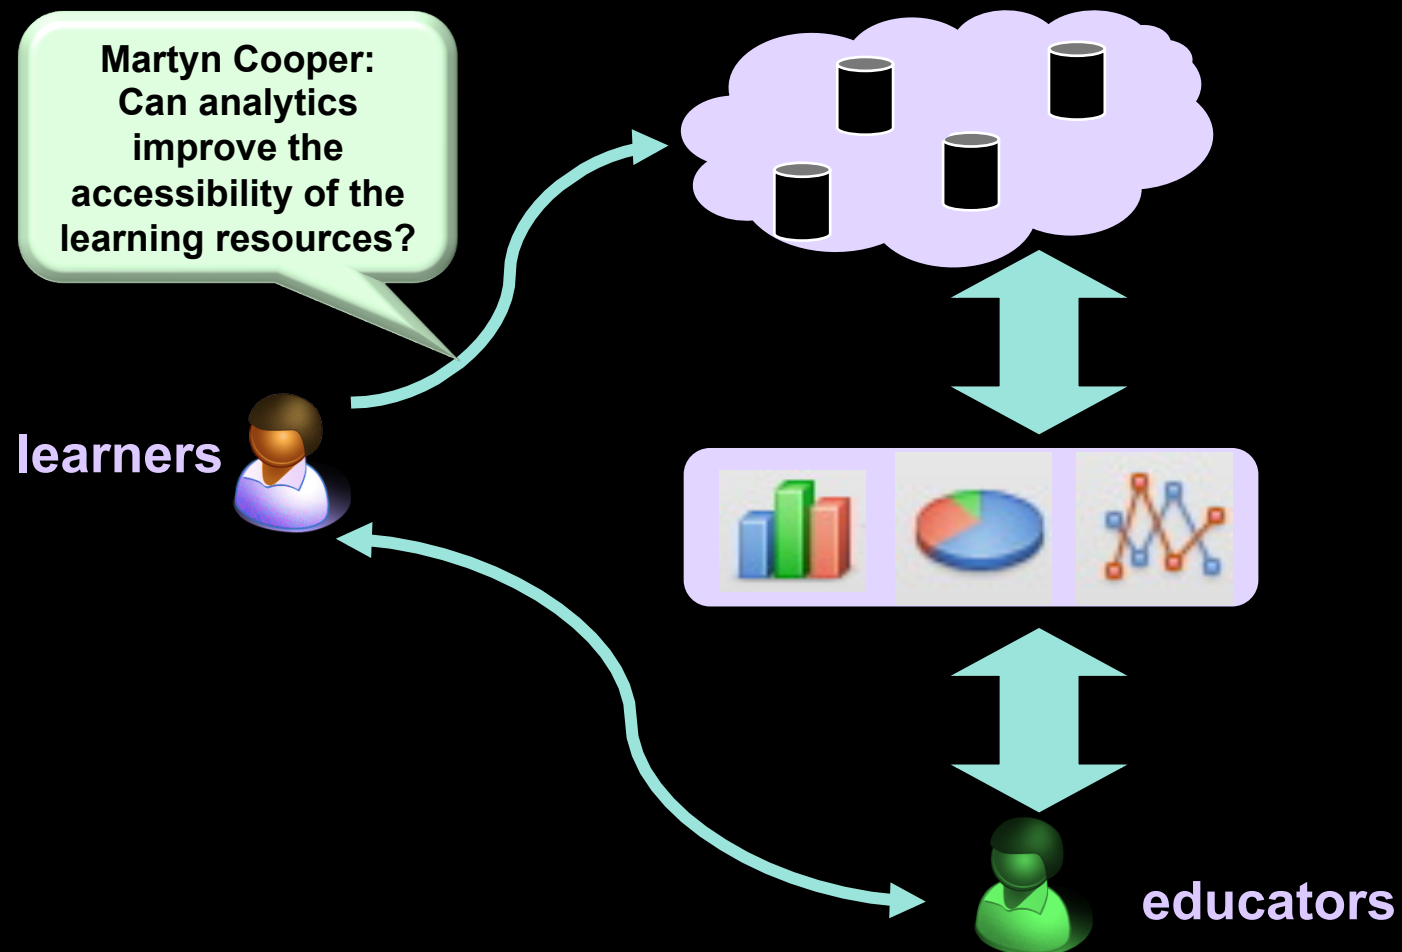 Martyn Cooper:
Can analytics
improve the
accessibility of the
learning resources?
learners
educators